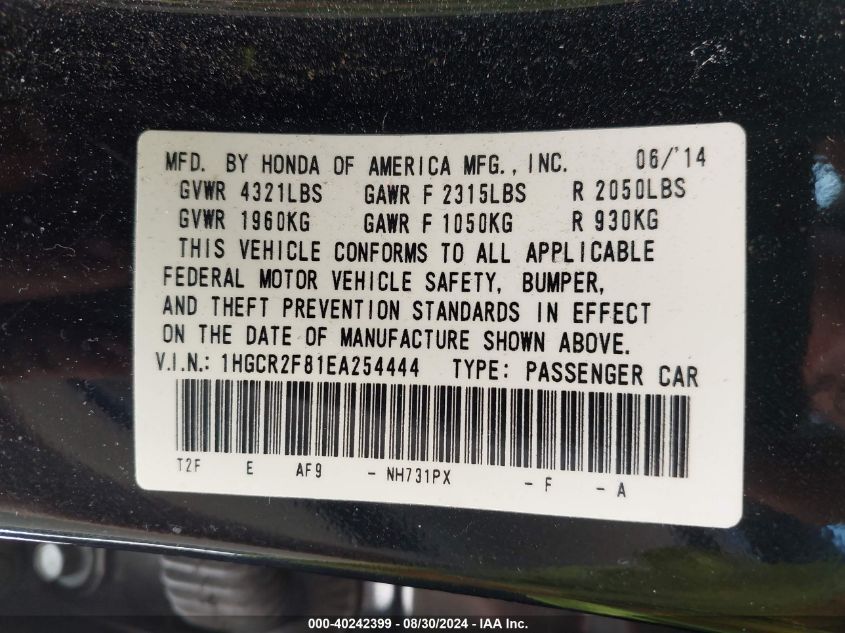 MFD. BY HONDA OF AMERICA MFG., INC. 06/'14
GVWR 4321LBS GAWR F 2315LBS R 2050LBS
GVWR 1960KG GAWR F 1050KG R 930KG
THIS VEHICLE CONFORMS TO ALL APPLICABLE
FEDERAL MOTOR VEHICLE SAFETY, BUMPER,
AND THEFT PREVENTION STANDARDS IN EFFECT
ON THE DATE OF MANUFACTURE SHOWN ABOVE.
V.I.N.: 1HGCR2F81EA254444 TYPE: PASSENGER CAR
T2F E AF9 - NH731PX - F - A
000-40242399 - 08/30/2024 - IAA Inc.